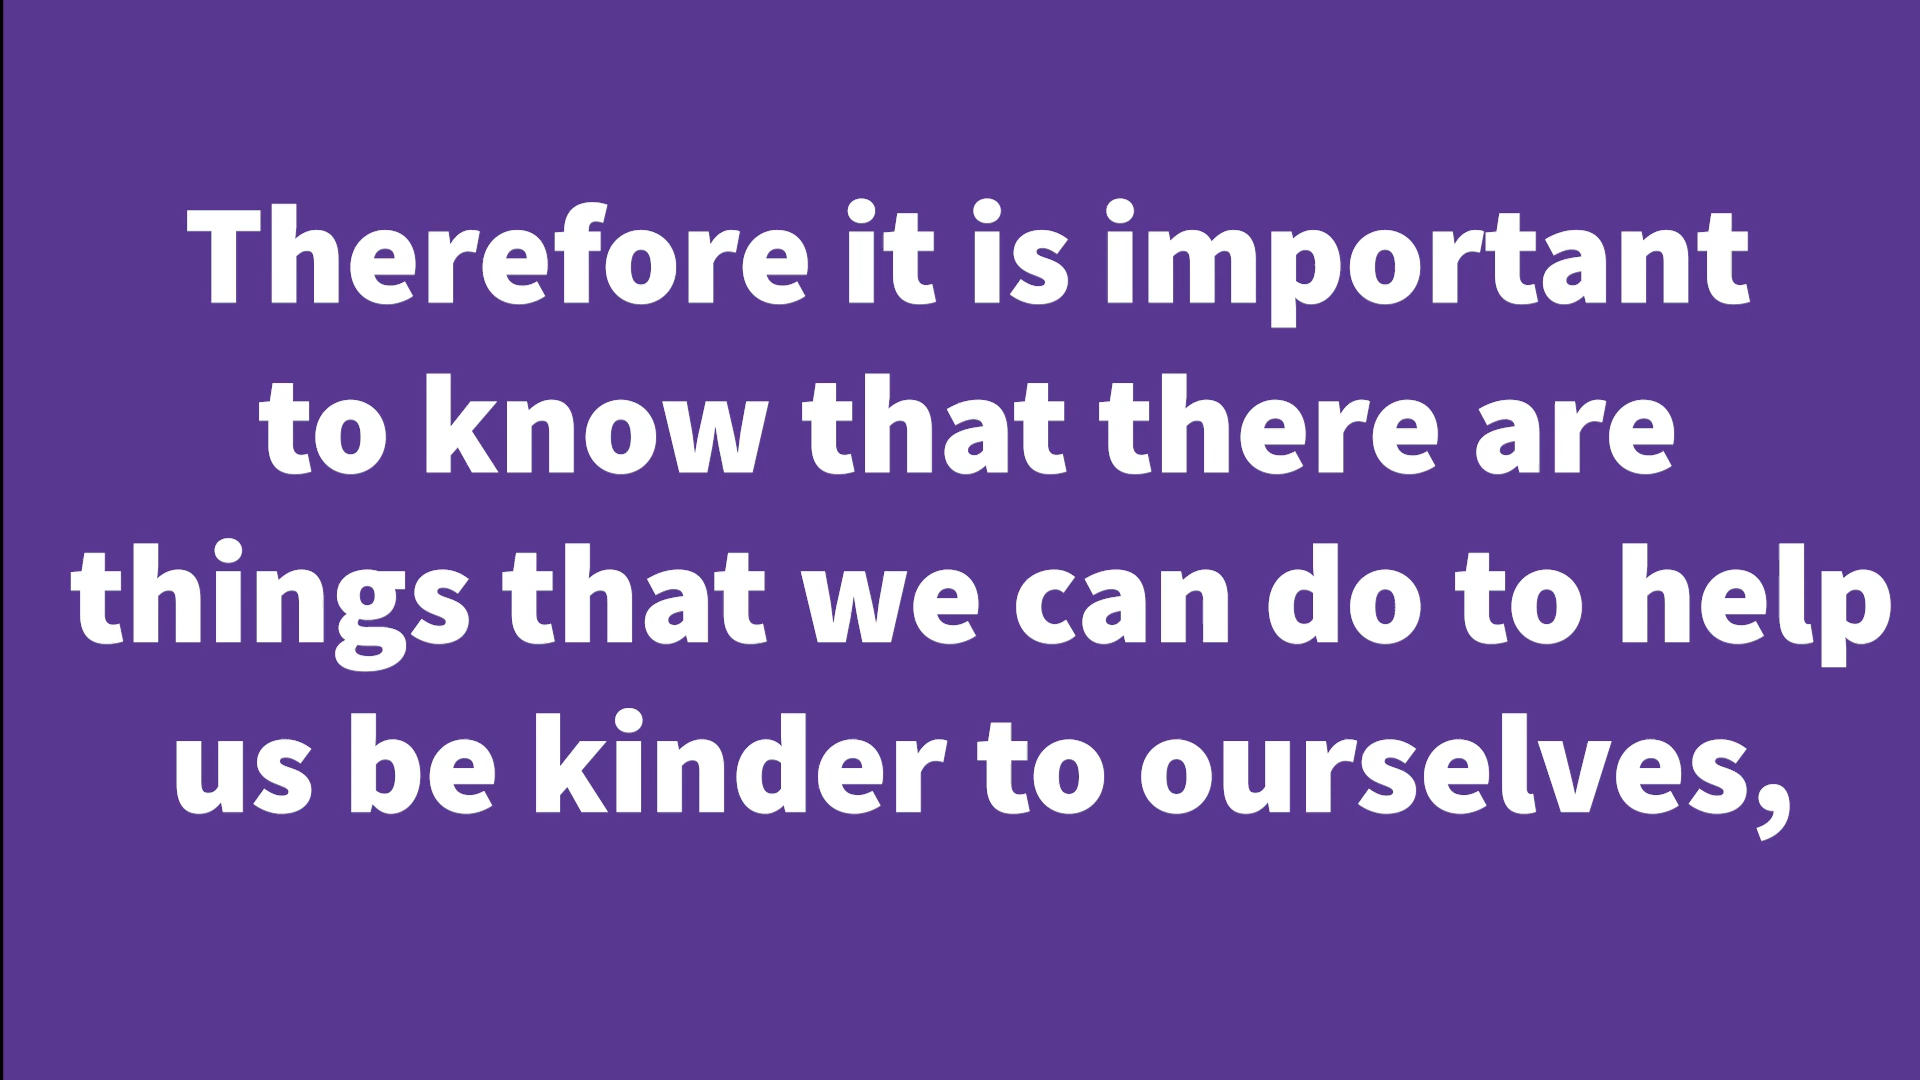 Therefore it is important
to know that there are
things that we can do to help
us be kinder to ourselves,